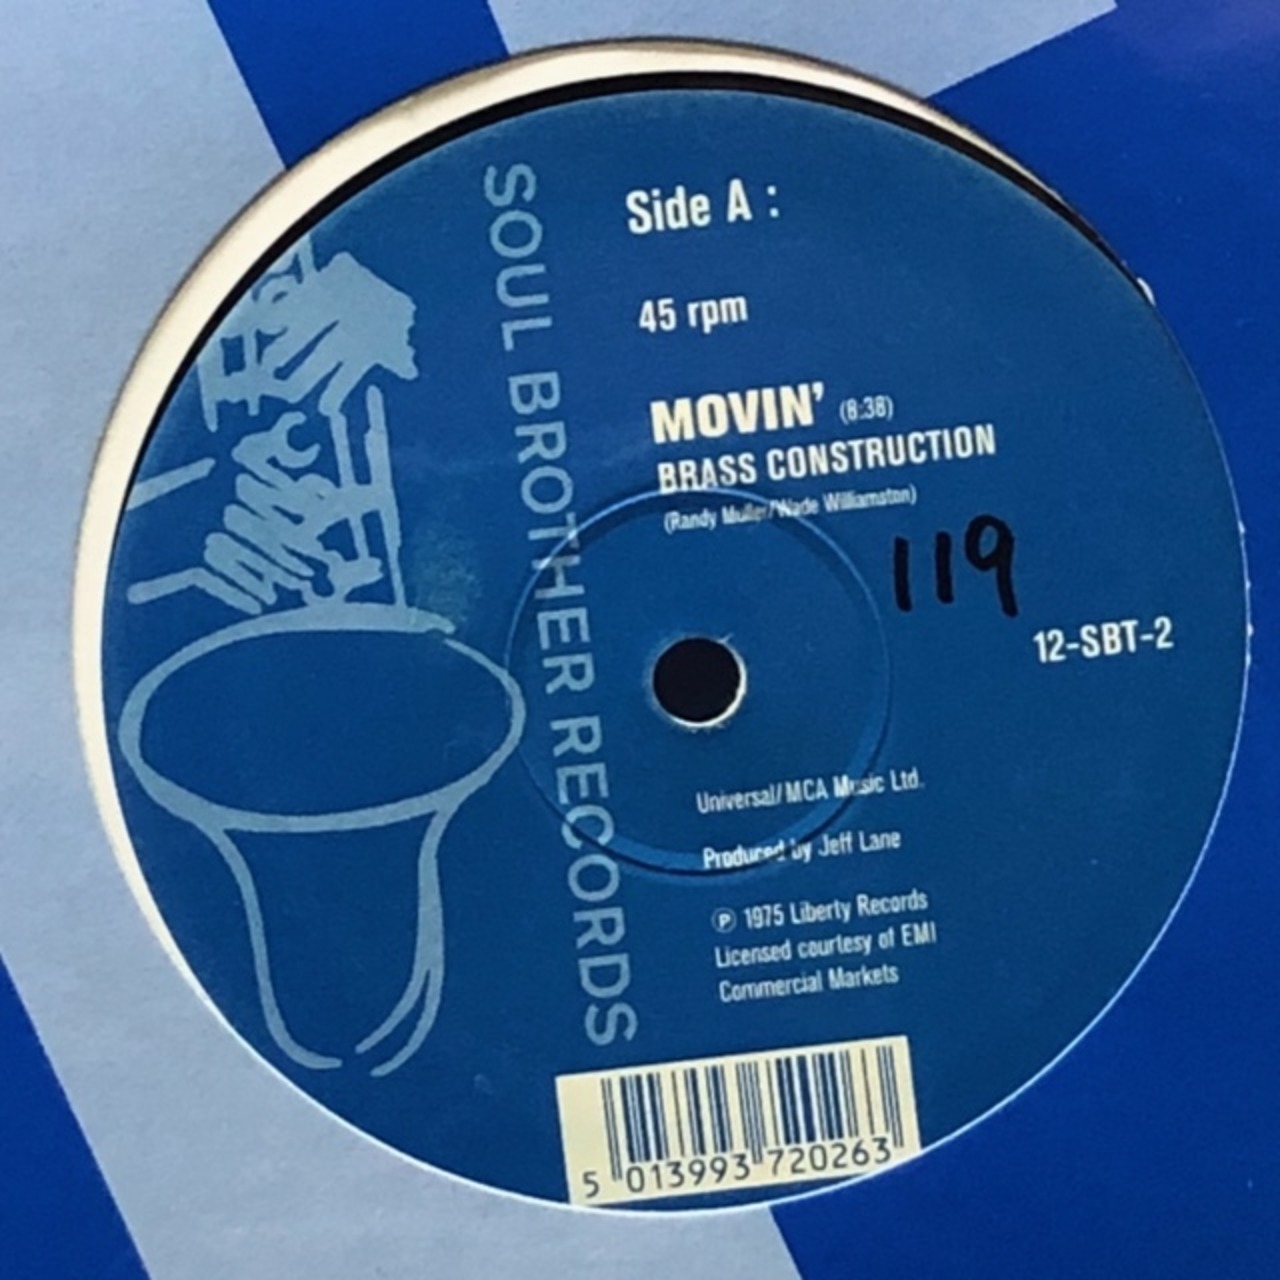 SOUL BROTHER RECORDS
Side A :
45 rpm
MOVIN' (8:38)
BRASS CONSTRUCTION
(Randy Muller/Wade Williamston)
119
12-SBT-2
Universal/MCA Music Ltd.
Produced by Jeff Lane
℗ 1975 Liberty Records
Licensed courtesy of EMI
Commercial Markets
5 013993 720263